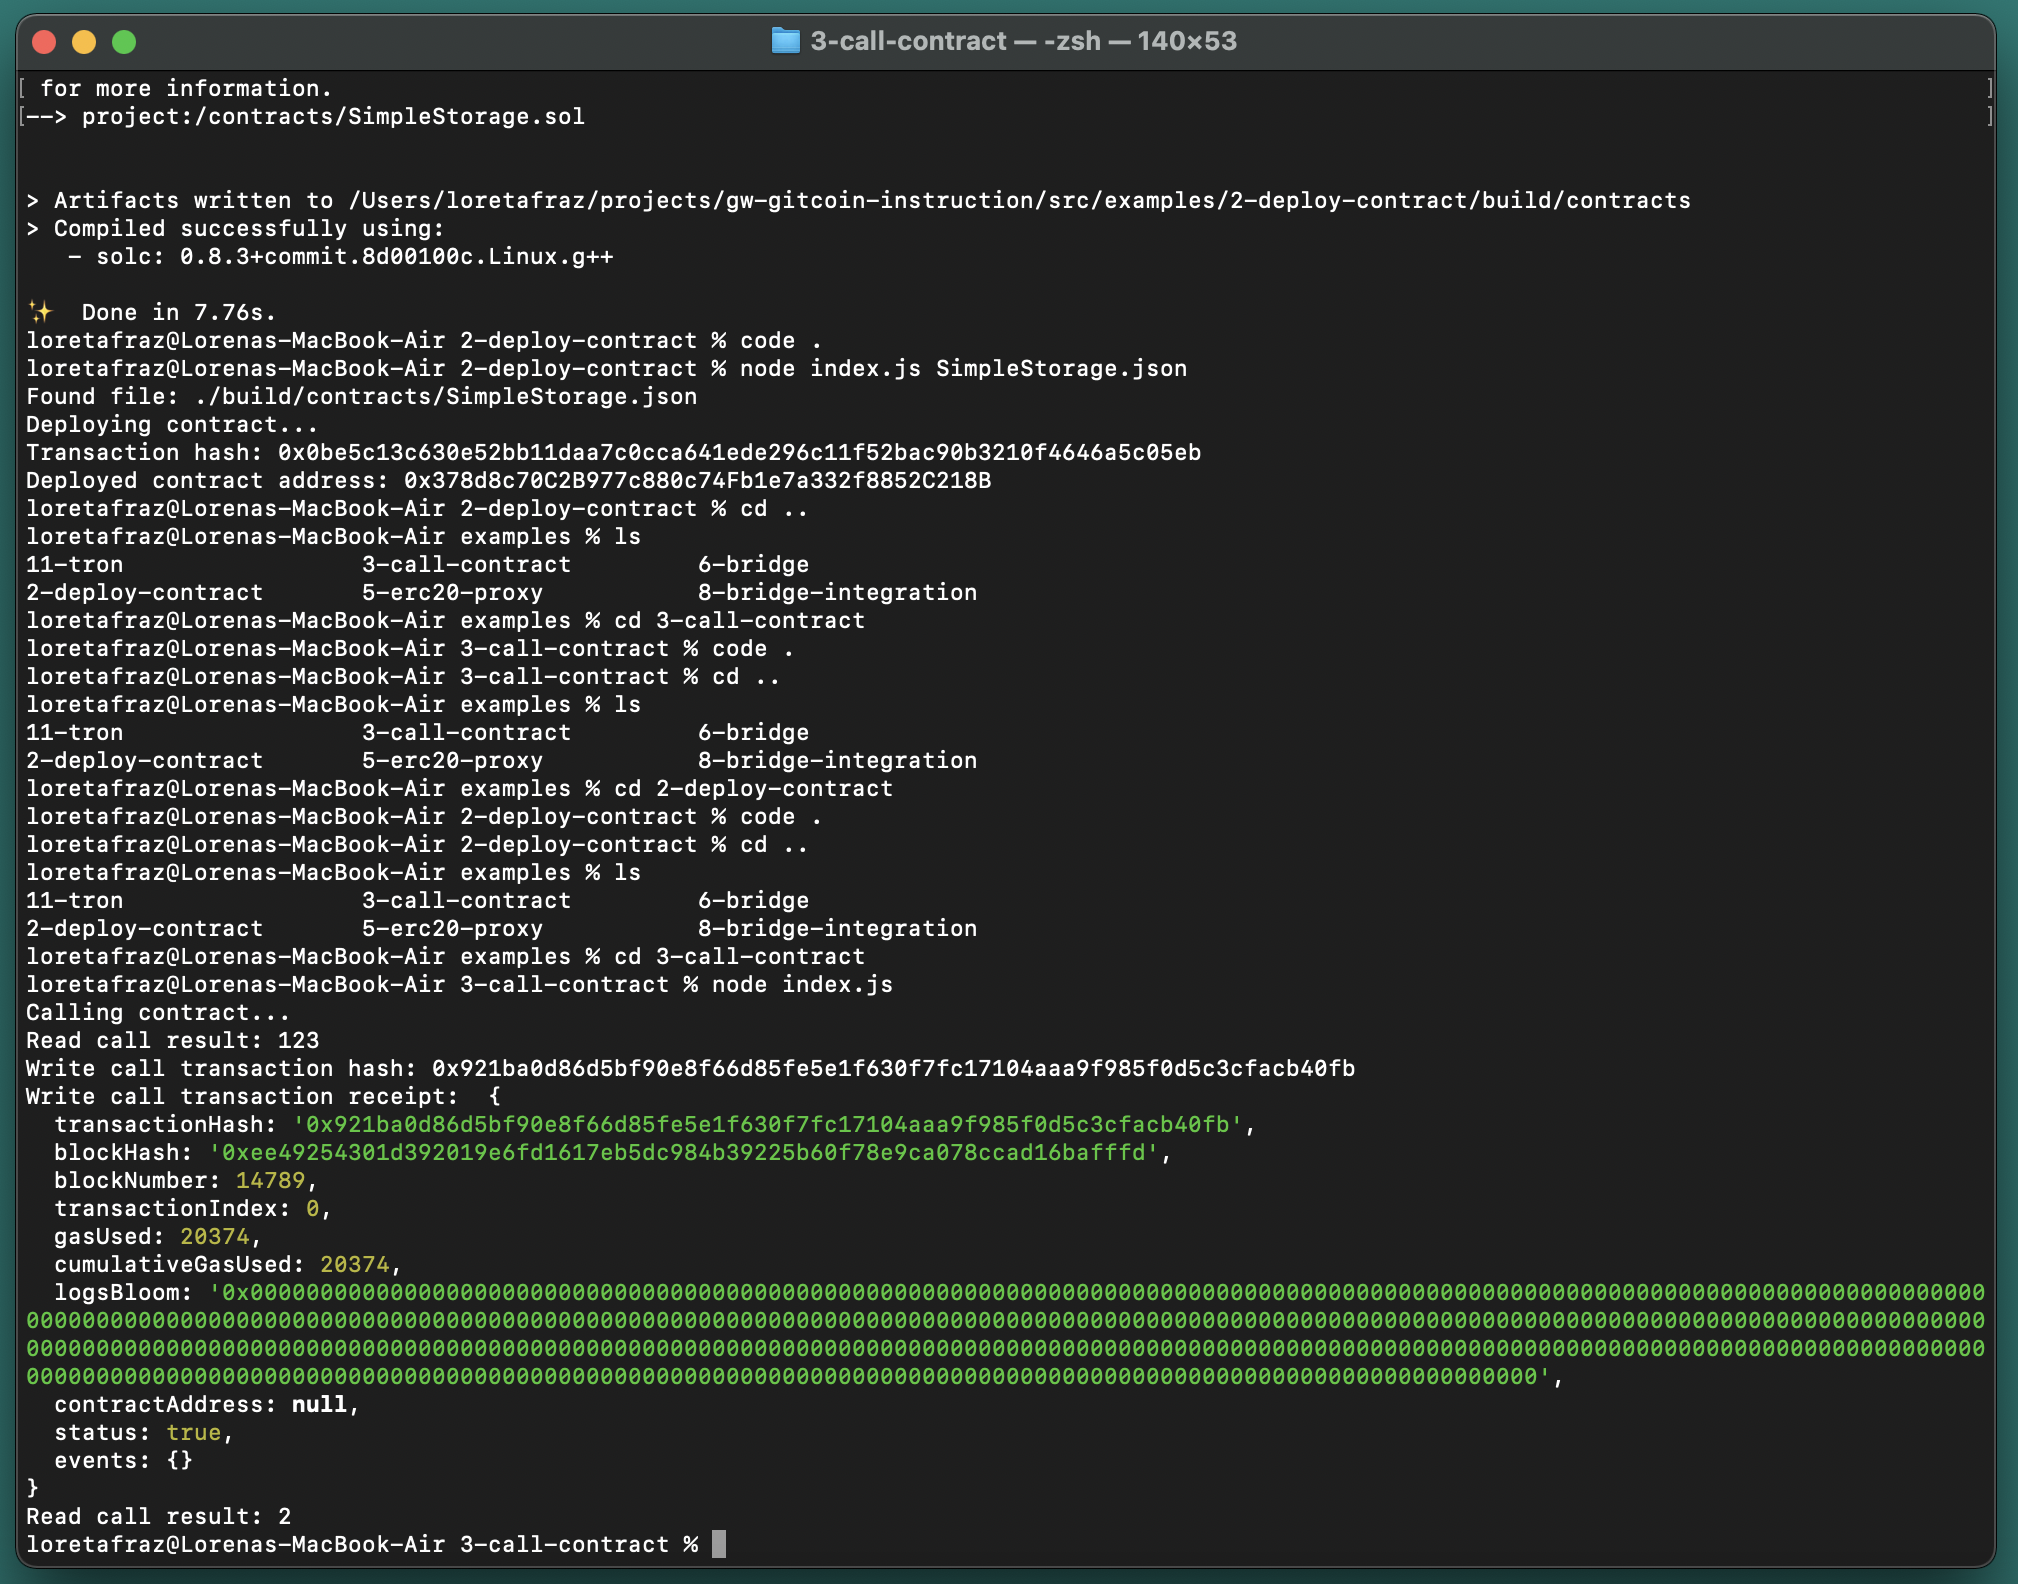 3-call-contract — -zsh — 140×53
for more information.
--> project:/contracts/SimpleStorage.sol
> Artifacts written to /Users/loretafraz/projects/gw-gitcoin-instruction/src/examples/2-deploy-contract/build/contracts
> Compiled successfully using:
- solc: 0.8.3+commit.8d00100c.Linux.g++
✨  Done in 7.76s.
loretafraz@Lorenas-MacBook-Air 2-deploy-contract % code .
loretafraz@Lorenas-MacBook-Air 2-deploy-contract % node index.js SimpleStorage.json
Found file: ./build/contracts/SimpleStorage.json
Deploying contract...
Transaction hash: 0x0be5c13c630e52bb11daa7c0cca641ede296c11f52bac90b3210f4646a5c05eb
Deployed contract address: 0x378d8c70C2B977c880c74Fb1e7a332f8852C218B
loretafraz@Lorenas-MacBook-Air 2-deploy-contract % cd ..
loretafraz@Lorenas-MacBook-Air examples % ls
11-tron 3-call-contract 6-bridge
2-deploy-contract 5-erc20-proxy 8-bridge-integration
loretafraz@Lorenas-MacBook-Air examples % cd 3-call-contract
loretafraz@Lorenas-MacBook-Air 3-call-contract % code .
loretafraz@Lorenas-MacBook-Air 3-call-contract % cd ..
loretafraz@Lorenas-MacBook-Air examples % ls
11-tron 3-call-contract 6-bridge
2-deploy-contract 5-erc20-proxy 8-bridge-integration
loretafraz@Lorenas-MacBook-Air examples % cd 2-deploy-contract
loretafraz@Lorenas-MacBook-Air 2-deploy-contract % code .
loretafraz@Lorenas-MacBook-Air 2-deploy-contract % cd ..
loretafraz@Lorenas-MacBook-Air examples % ls
11-tron 3-call-contract 6-bridge
2-deploy-contract 5-erc20-proxy 8-bridge-integration
loretafraz@Lorenas-MacBook-Air examples % cd 3-call-contract
loretafraz@Lorenas-MacBook-Air 3-call-contract % node index.js
Calling contract...
Read call result: 123
Write call transaction hash: 0x921ba0d86d5bf90e8f66d85fe5e1f630f7fc17104aaa9f985f0d5c3cfacb40fb
Write call transaction receipt:  {
transactionHash: '0x921ba0d86d5bf90e8f66d85fe5e1f630f7fc17104aaa9f985f0d5c3cfacb40fb',
blockHash: '0xee49254301d392019e6fd1617eb5dc984b39225b60f78e9ca078ccad16bafffd',
blockNumber: 14789,
transactionIndex: 0,
gasUsed: 20374,
cumulativeGasUsed: 20374,
logsBloom: '0x0000000000000000000000000000000000000000000000000000000000000000000000000000000000000000000000000000000000000000000000000000
00000000000000000000000000000000000000000000000000000000000000000000000000000000000000000000000000000000000000000000000000000000000000000000
00000000000000000000000000000000000000000000000000000000000000000000000000000000000000000000000000000000000000000000000000000000000000000000
000000000000000000000000000000000000000000000000000000000000000000000000000000000000000000000000000000000000',
contractAddress: null,
status: true,
events: {}
}
Read call result: 2
loretafraz@Lorenas-MacBook-Air 3-call-contract %